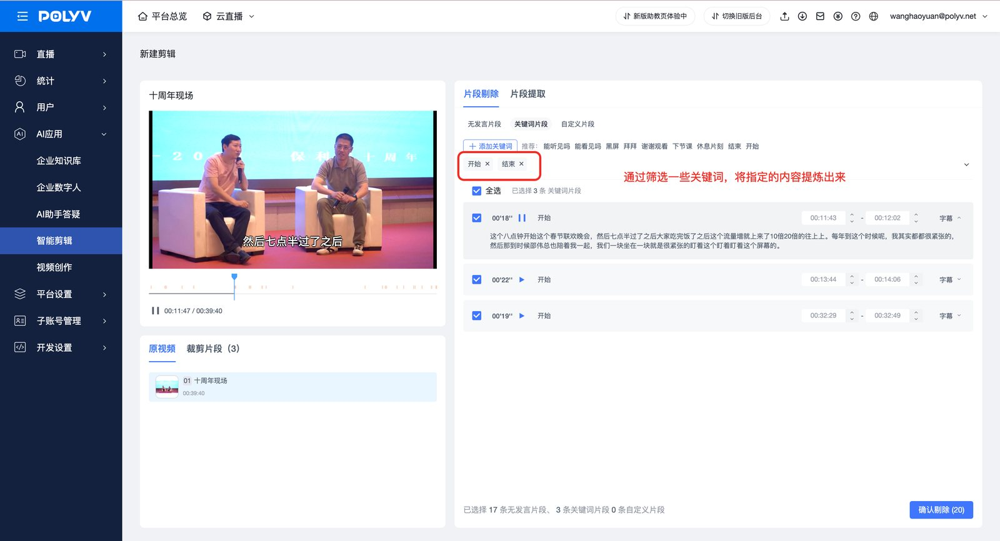 POLYV
平台总览
云直播
新版助教页体验中
切换旧版后台
wanghaoyuan@polyv.net
直播
统计
用户
AI应用
企业知识库
企业数字人
AI助手答疑
智能剪辑
视频创作
平台设置
子账号管理
开发设置
新建剪辑
十周年现场
- 2 0 保利 十周年
然后七点半过了之后
00:11:47 / 00:39:40
原视频 裁剪片段（3）
01 十周年现场
00:39:40
片段剔除 片段提取
无发言片段 关键词片段 自定义片段
添加关键词 推荐： 能听见吗 能看见吗 黑屏 拜拜 谢谢观看 下节课 休息片刻 结束 开始
开始 × 结束 ×
通过筛选一些关键词，将指定的内容提炼出来
全选 已选择 3 条 关键词片段
00'18'' 开始 00:11:43 - 00:12:02 字幕
这个八点钟开始这个春节联欢晚会，然后七点半过了之后大家吃完饭了之后这个流量增就上来了10倍20倍的往上上。每年到这个时候呢，我其实都都很紧张的，
然后那到时候邵伟总也陪着我一起，我们一块坐在一块就是很紧张的盯着这个盯着盯着这个屏幕的。
00'22'' 开始 00:13:44 - 00:14:06 字幕
00'19'' 开始 00:32:29 - 00:32:49 字幕
已选择 17 条无发言片段、 3 条关键词片段 0 条自定义片段
确认剔除 (20)